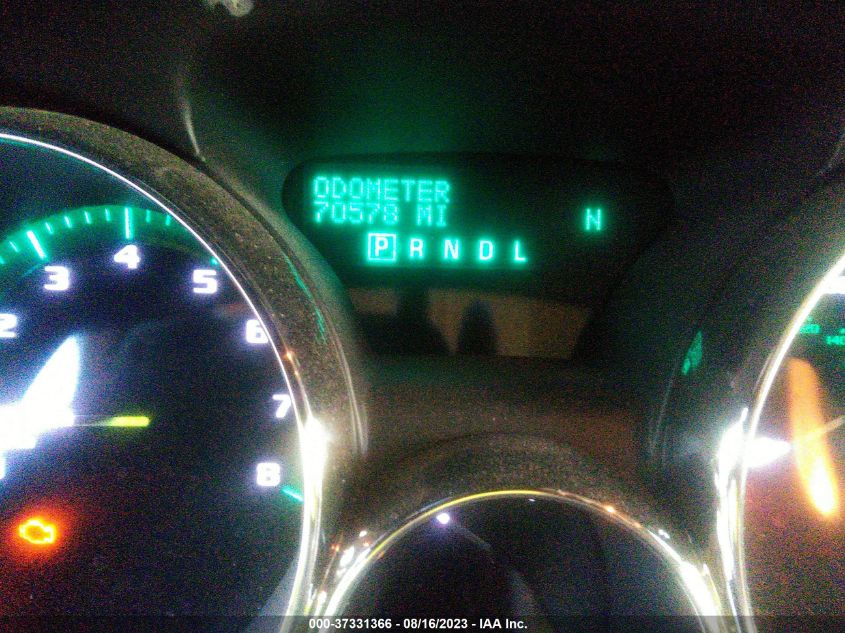 ODOMETER
70578 MI
N
P R N D L
2 3 4 5 6 7 8
000-37331366 - 08/16/2023 - IAA Inc.